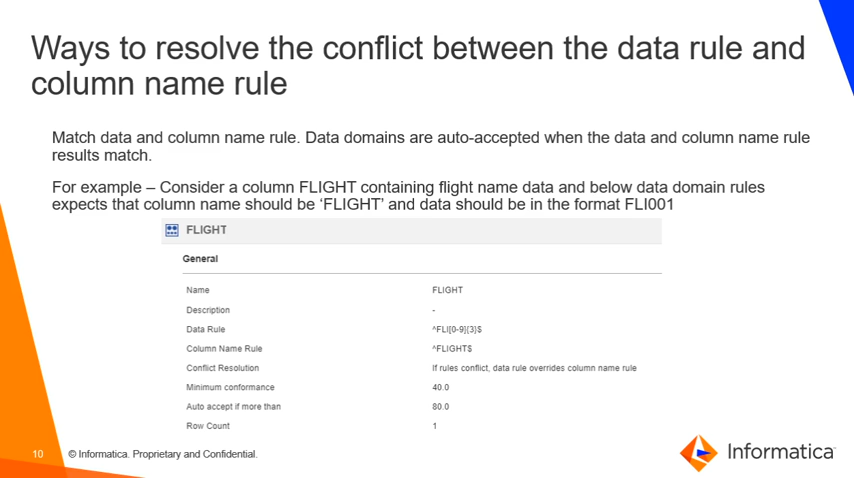 Ways to resolve the conflict between the data rule and
column name rule
Match data and column name rule. Data domains are auto-accepted when the data and column name rule
results match.
For example – Consider a column FLIGHT containing flight name data and below data domain rules
expects that column name should be ‘FLIGHT’ and data should be in the format FLI001
FLIGHT
General
Name FLIGHT
Description -
Data Rule ^FLI[0-9]{3}$
Column Name Rule ^FLIGHT$
Conflict Resolution If rules conflict, data rule overrides column name rule
Minimum conformance 40.0
Auto accept if more than 80.0
Row Count 1
10 © Informatica. Proprietary and Confidential.
Informatica